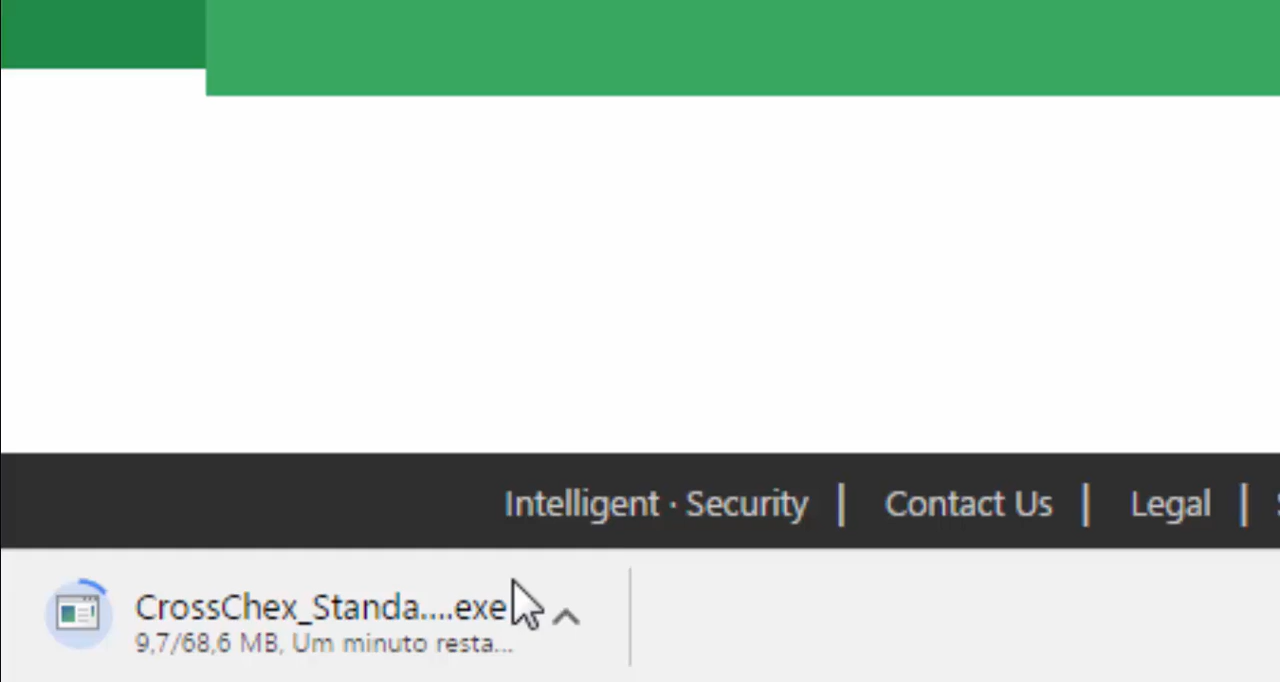 Intelligent · Security | Contact Us | Legal |
CrossChex_Standa....exe
9,7/68,6 MB, Um minuto resta...